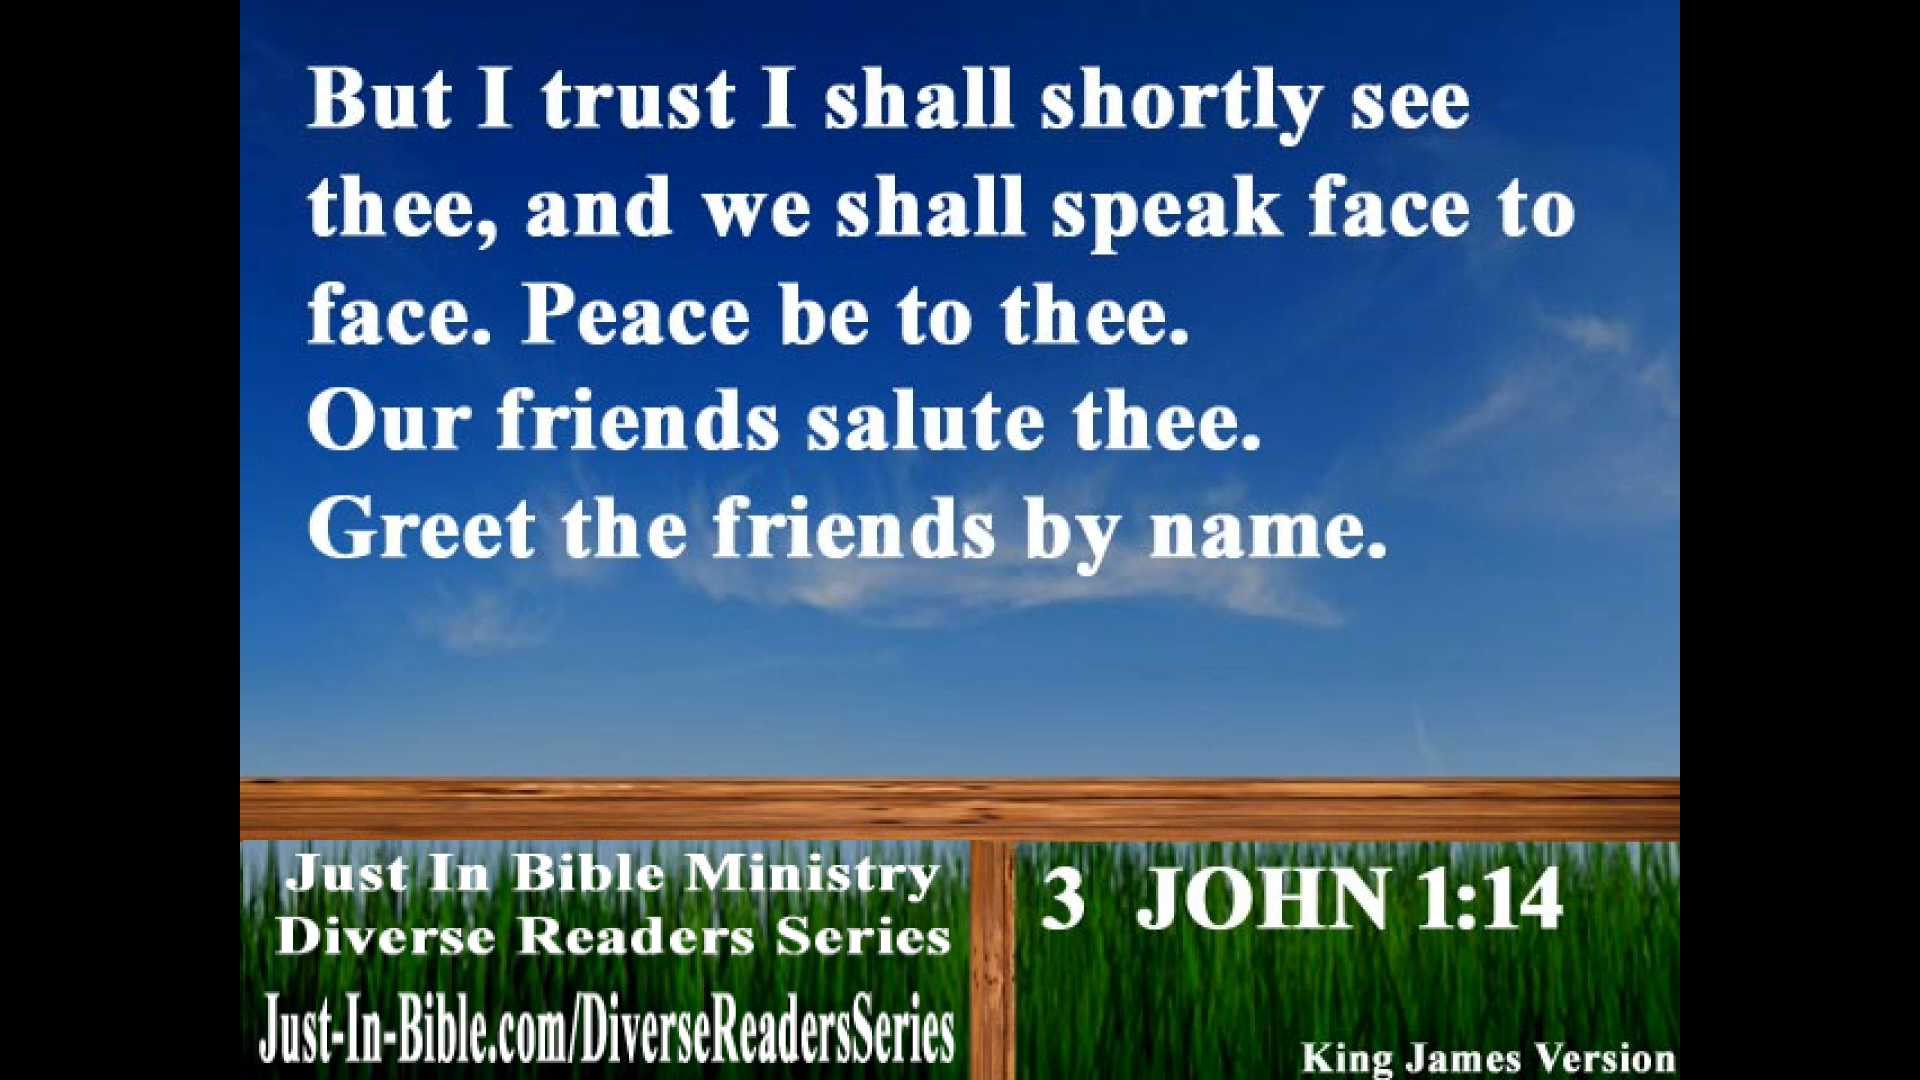 But I trust I shall shortly see
thee, and we shall speak face to
face. Peace be to thee.
Our friends salute thee.
Greet the friends by name.
Just In Bible Ministry
Diverse Readers Series
Just-In-Bible.com/DiverseReadersSeries
3 JOHN 1:14
King James Version